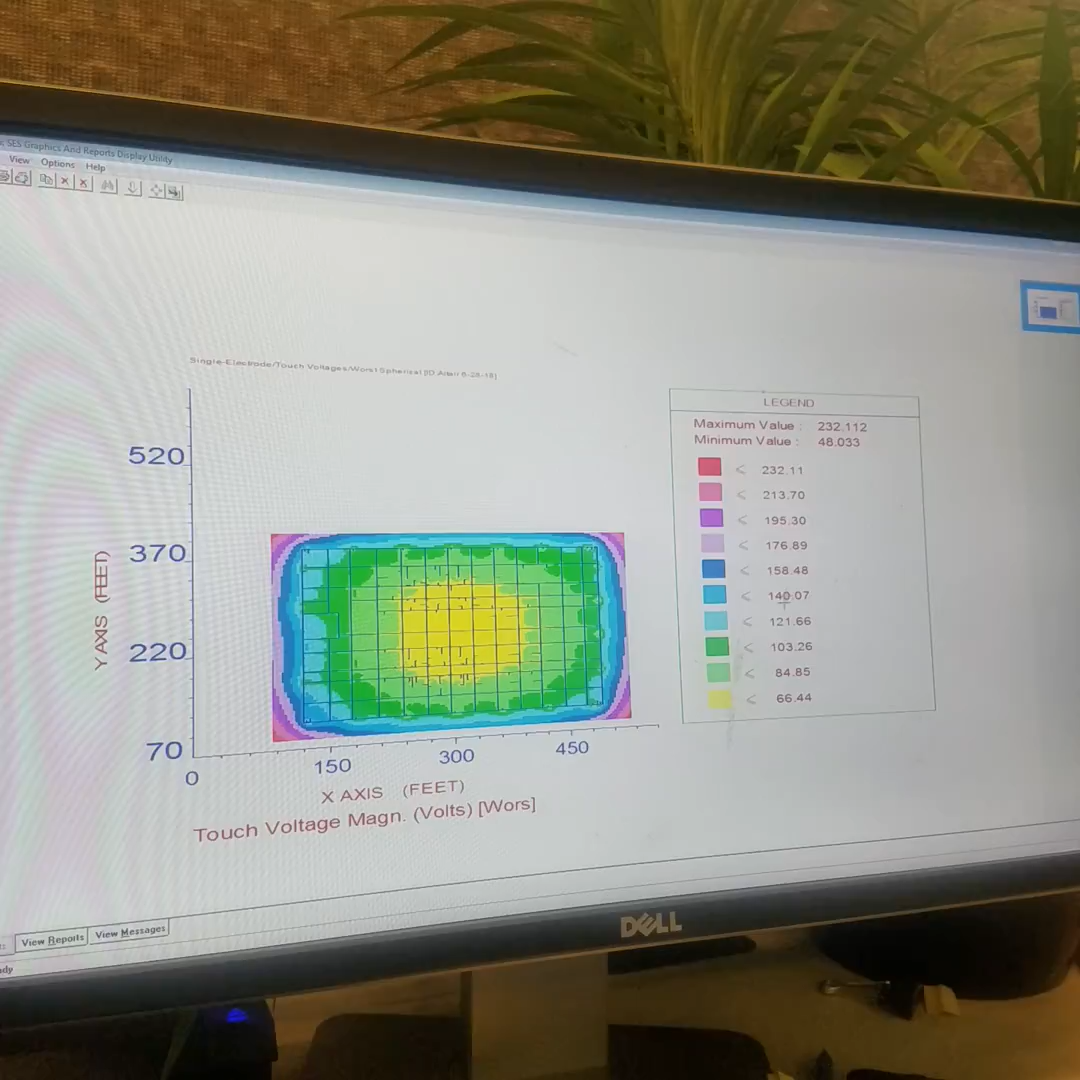 SES Graphics And Reports Display Utility
View Options Help
Single-Electrode/Touch Voltages/Worst Spherical [ID:
520
370
220
70
0
150
300
450
Y AXIS (FEET)
X AXIS (FEET)
Touch Voltage Magn. (Volts) [Wors]
LEGEND
Maximum Value : 232.112
Minimum Value : 48.033
< 232.11
< 213.70
< 195.30
< 176.89
< 158.48
< 140.07
< 121.66
< 103.26
< 84.85
< 66.44
View Reports View Messages
DELL